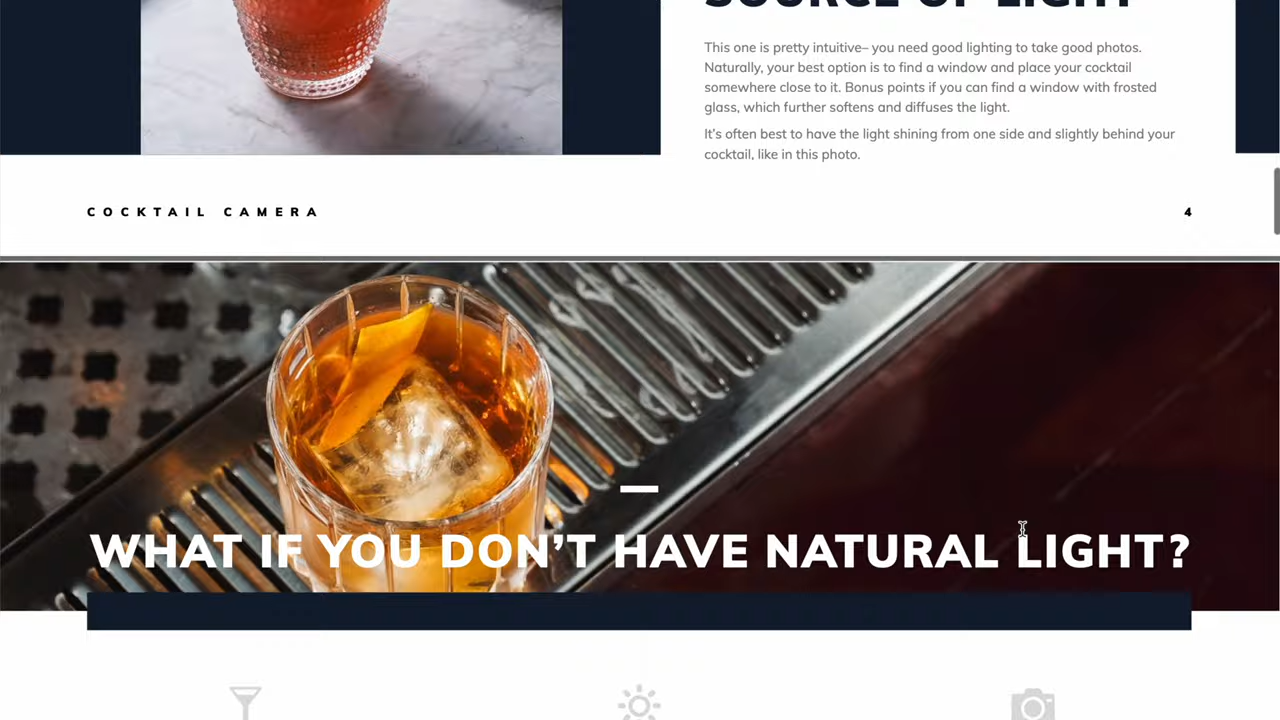 SOURCE OF LIGHT
This one is pretty intuitive– you need good lighting to take good photos.
Naturally, your best option is to find a window and place your cocktail
somewhere close to it. Bonus points if you can find a window with frosted
glass, which further softens and diffuses the light.
It's often best to have the light shining from one side and slightly behind your
cocktail, like in this photo.
COCKTAIL CAMERA
4
WHAT IF YOU DON'T HAVE NATURAL LIGHT?